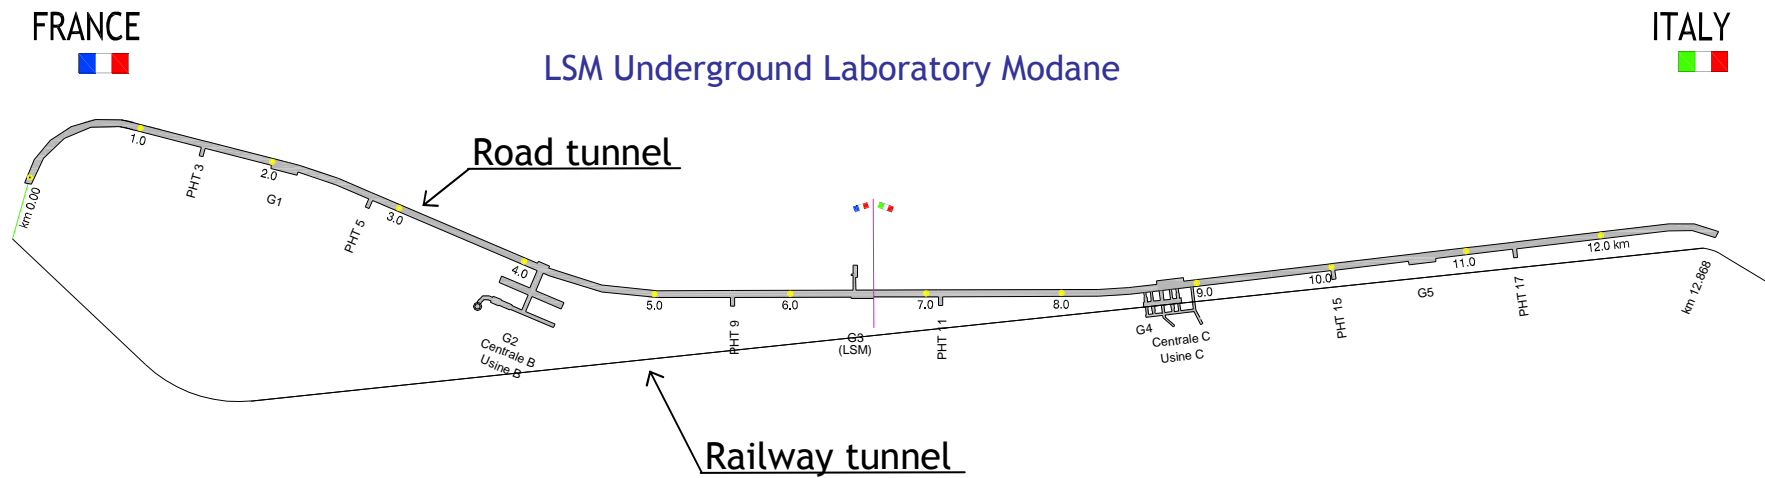 FRANCE
ITALY
LSM Underground Laboratory Modane
Road tunnel
km 0.00
1.0
PHT 3
2.0
G1
PHT 5
3.0
4.0
G2
Centrale B
Usine B
5.0
PHT 9
6.0
G3
(LSM)
7.0
PHT 11
8.0
G4
9.0
Centrale C
Usine C
10.0
PHT 15
G5
11.0
PHT 17
12.0 km
km 12.868
Railway tunnel